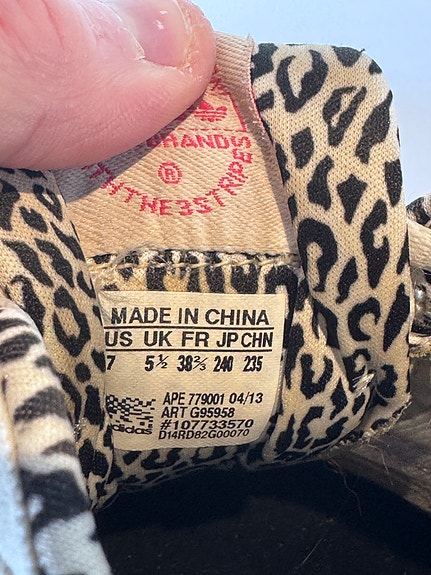 BRANDS
THE 3 STRIPES
®
MADE IN CHINA
US UK FR JP CHN
7 5½ 38⅔ 240 235
APE 779001 04/13
ART G95958
#107733570
D14RD82G00070
adidas